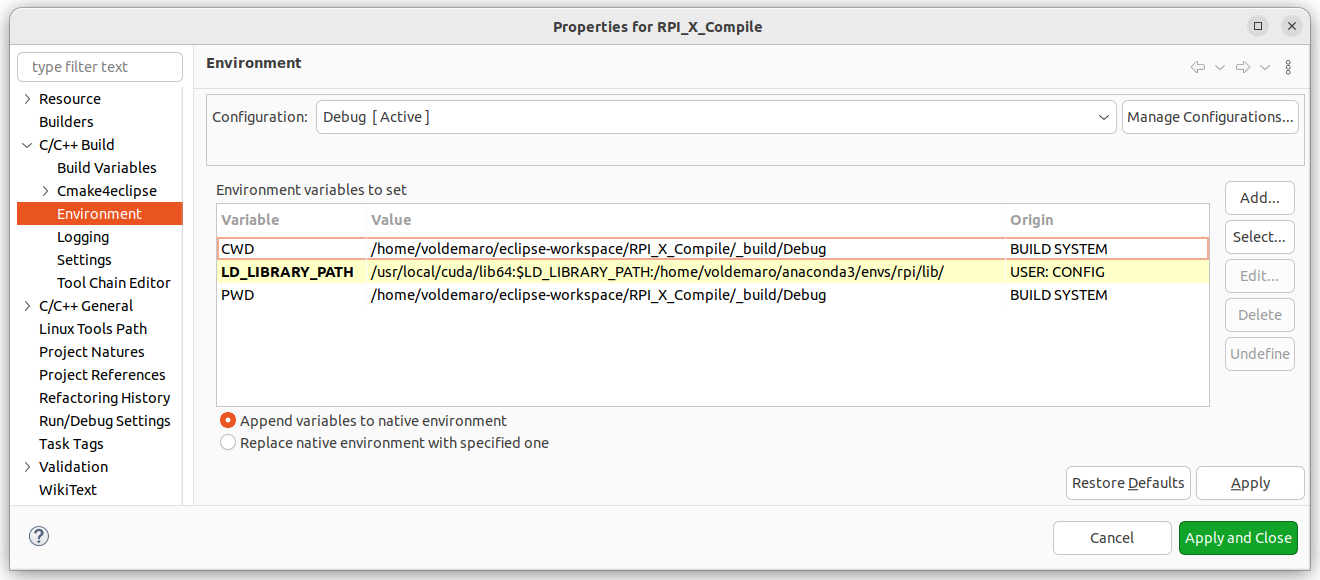 Properties for RPI_X_Compile
type filter text
Resource
Builders
C/C++ Build
Build Variables
Cmake4eclipse
Environment
Logging
Settings
Tool Chain Editor
C/C++ General
Linux Tools Path
Project Natures
Project References
Refactoring History
Run/Debug Settings
Task Tags
Validation
WikiText
Environment
Configuration: Debug [ Active ] Manage Configurations...
Environment variables to set
Variable Value Origin
CWD /home/voldemaro/eclipse-workspace/RPI_X_Compile/_build/Debug BUILD SYSTEM
LD_LIBRARY_PATH /usr/local/cuda/lib64:$LD_LIBRARY_PATH:/home/voldemaro/anaconda3/envs/rpi/lib/ USER: CONFIG
PWD /home/voldemaro/eclipse-workspace/RPI_X_Compile/_build/Debug BUILD SYSTEM
Add...
Select...
Edit...
Delete
Undefine
Append variables to native environment
Replace native environment with specified one
Restore Defaults Apply
? Cancel Apply and Close